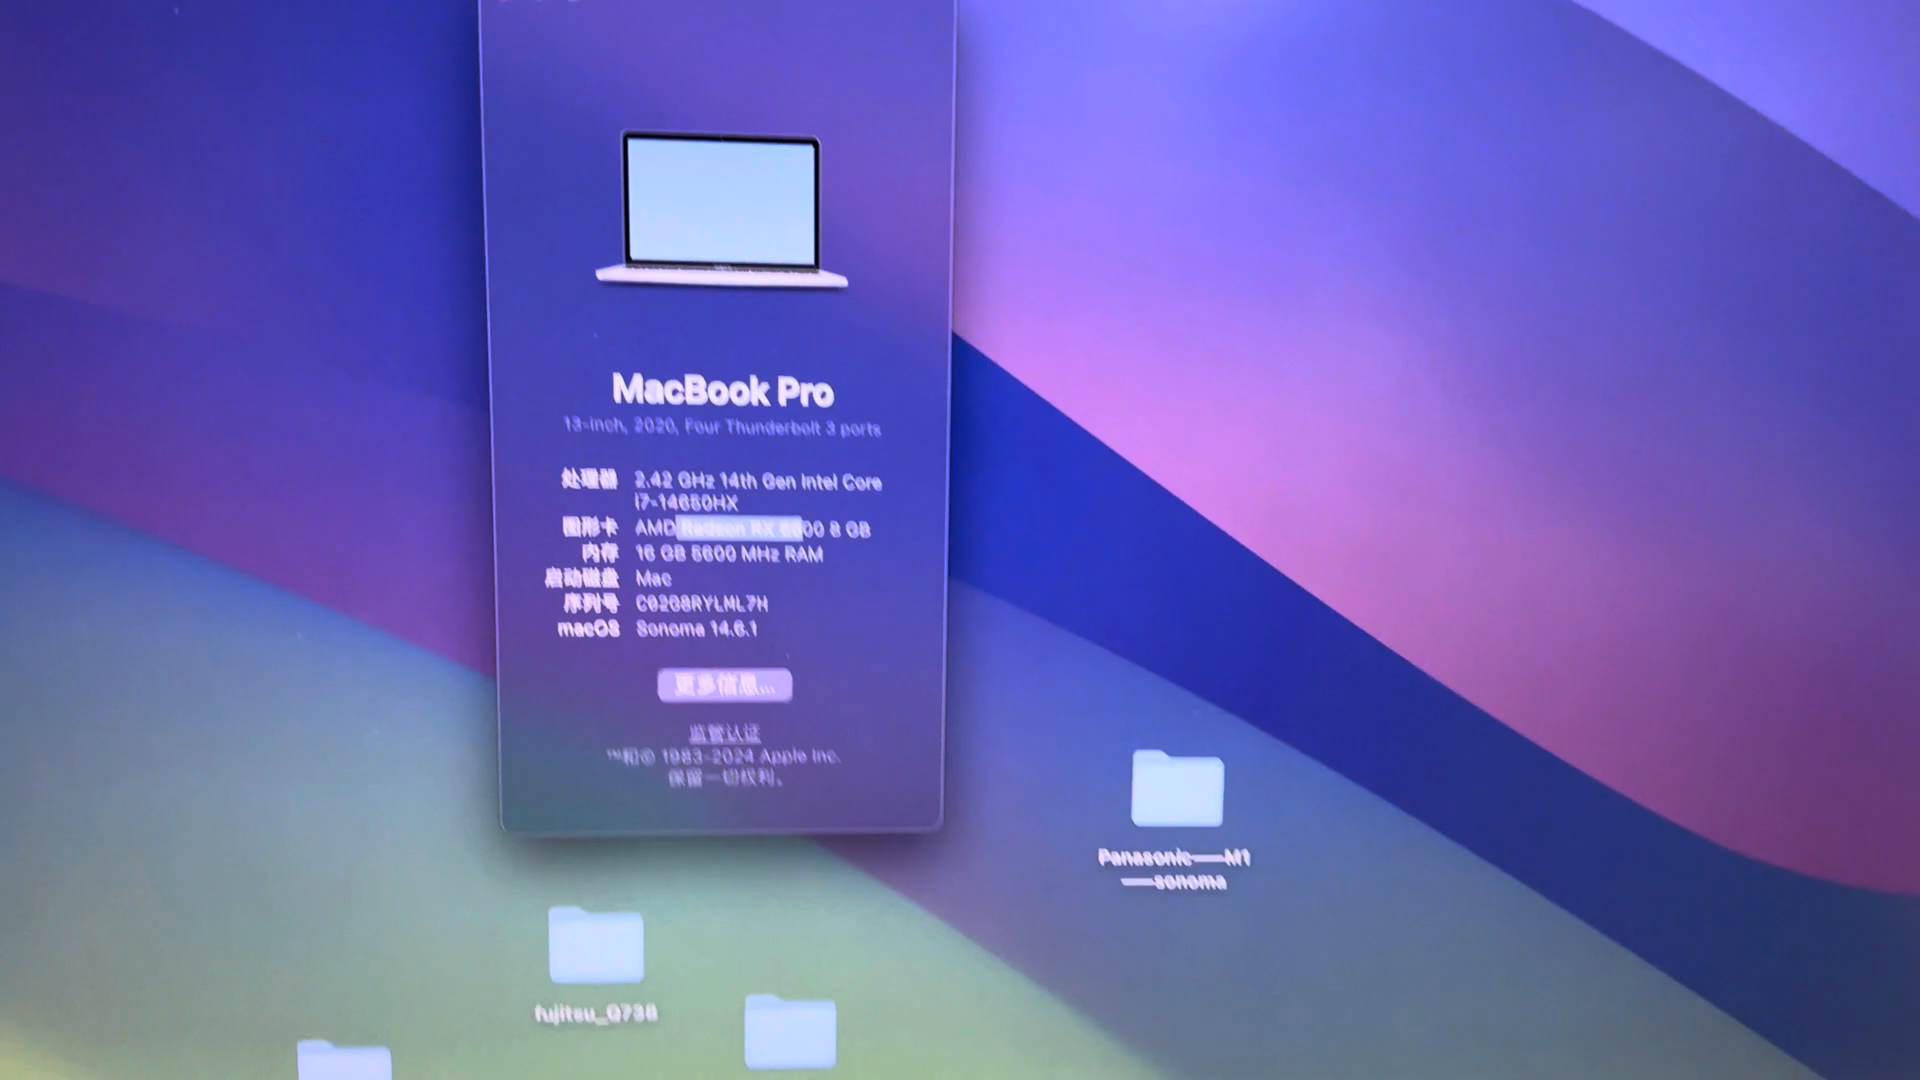 MacBook Pro
13-inch, 2020, Four Thunderbolt 3 ports
处理器 2.42 GHz 14th Gen Intel Core
i7-14650HX
图形卡 AMD Radeon RX 6600 8 GB
内存 16 GB 5600 MHz RAM
启动磁盘 Mac
序列号 C02G8RYLML7H
macOS Sonoma 14.6.1
更多信息...
监管认证
™和© 1983-2024 Apple Inc.
保留一切权利。
Panasonic——M1
——sonoma
fujitsu_Q738